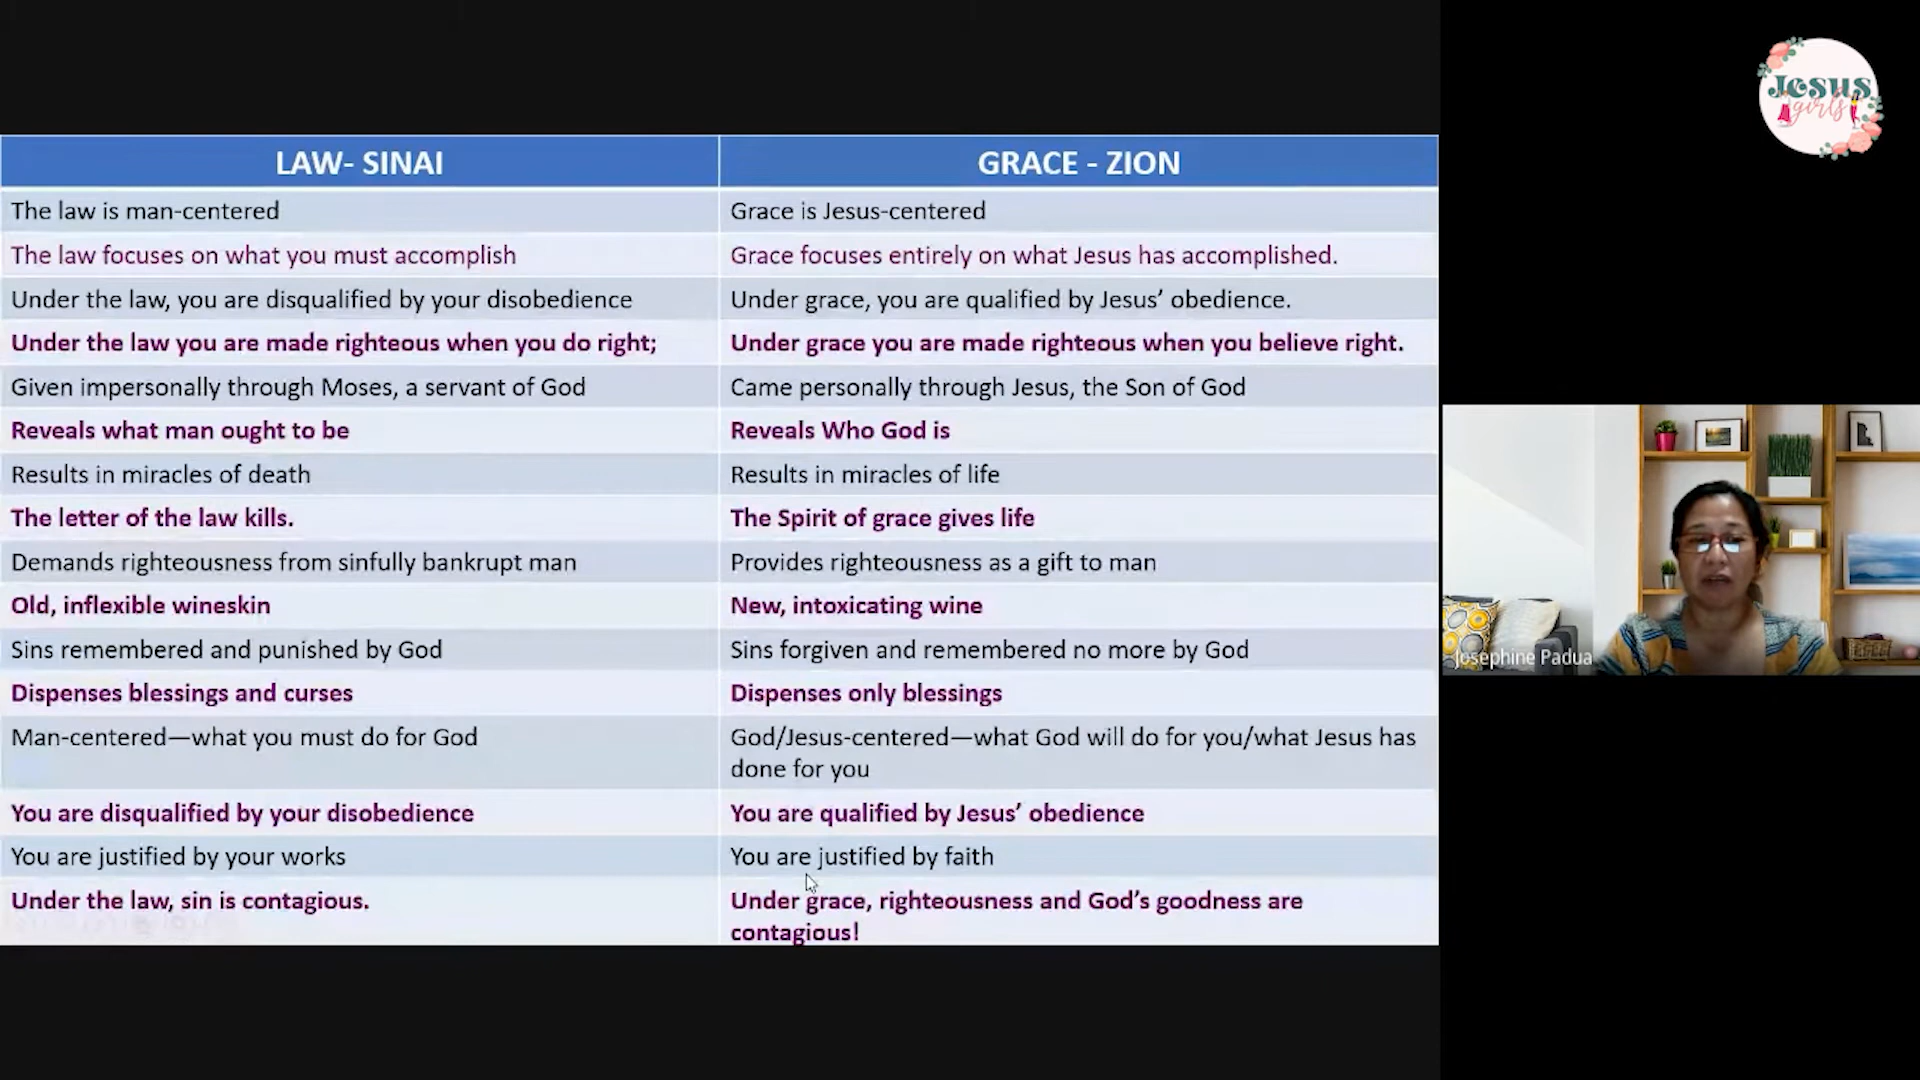 Jesus
girls
LAW- SINAI
GRACE - ZION
The law is man-centered
Grace is Jesus-centered
The law focuses on what you must accomplish
Grace focuses entirely on what Jesus has accomplished.
Under the law, you are disqualified by your disobedience
Under grace, you are qualified by Jesus’ obedience.
Under the law you are made righteous when you do right;
Under grace you are made righteous when you believe right.
Given impersonally through Moses, a servant of God
Came personally through Jesus, the Son of God
Reveals what man ought to be
Reveals Who God is
Results in miracles of death
Results in miracles of life
The letter of the law kills.
The Spirit of grace gives life
Demands righteousness from sinfully bankrupt man
Provides righteousness as a gift to man
Old, inflexible wineskin
New, intoxicating wine
Sins remembered and punished by God
Sins forgiven and remembered no more by God
Dispenses blessings and curses
Dispenses only blessings
Man-centered—what you must do for God
God/Jesus-centered—what God will do for you/what Jesus has
done for you
You are disqualified by your disobedience
You are qualified by Jesus’ obedience
You are justified by your works
You are justified by faith
Under the law, sin is contagious.
Under grace, righteousness and God’s goodness are
contagious!
Josephine Padua